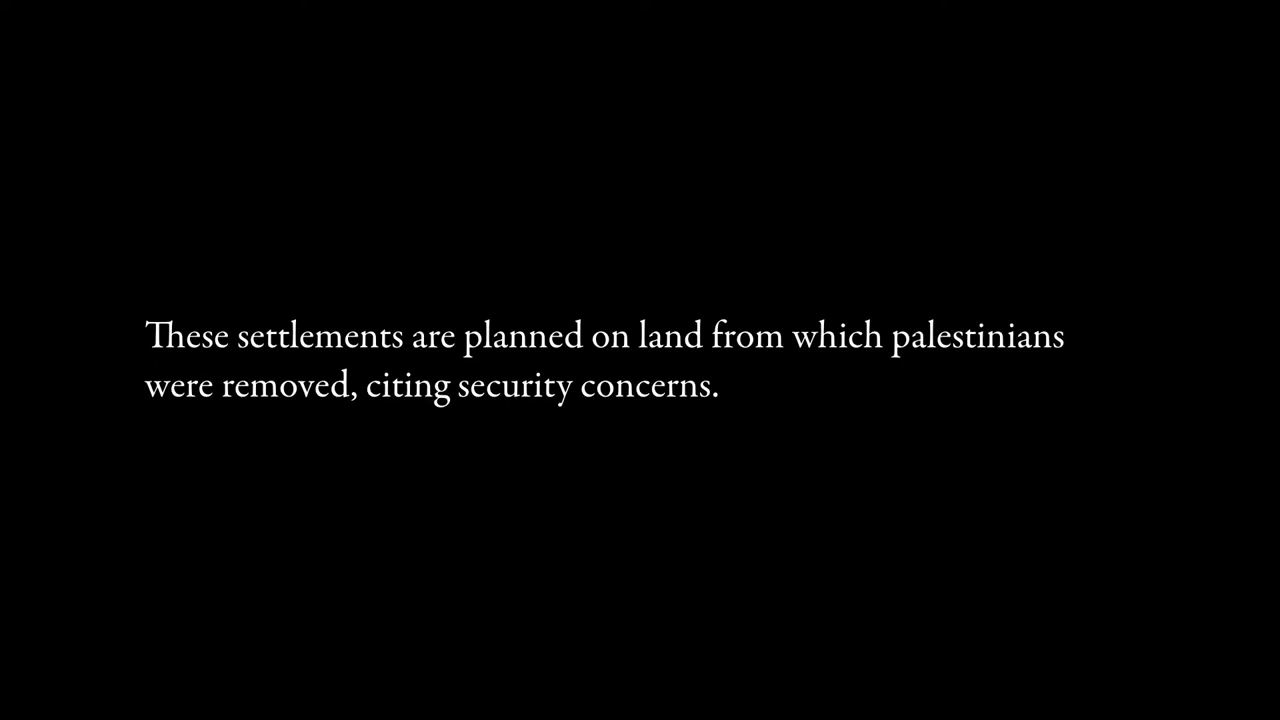 These settlements are planned on land from which palestinians
were removed, citing security concerns.